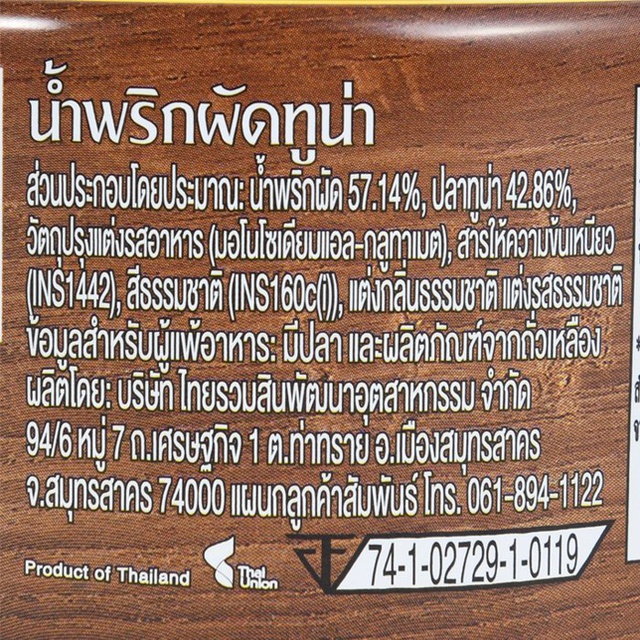 น้ำพริกผัดทูน่า
ส่วนประกอบโดยประมาณ: น้ำพริกผัด 57.14%, ปลาทูน่า 42.86%,
วัตถุปรุงแต่งรสอาหาร (มอโนโซเดียมแอล-กลูทาเมต), สารให้ความข้นเหนียว
(INS1442), สีธรรมชาติ (INS160c(i)), แต่งกลิ่นธรรมชาติ แต่งรสธรรมชาติ
ข้อมูลสำหรับผู้แพ้อาหาร: มีปลา และผลิตภัณฑ์จากถั่วเหลือง
ผลิตโดย: บริษัท ไทยรวมสินพัฒนาอุตสาหกรรม จำกัด
94/6 หมู่ 7 ถ.เศรษฐกิจ 1 ต.ท่าทราย อ.เมืองสมุทรสาคร
จ.สมุทรสาคร 74000 แผนกลูกค้าสัมพันธ์ โทร. 061-894-1122
Product of Thailand Thai Union 74-1-02729-1-0119